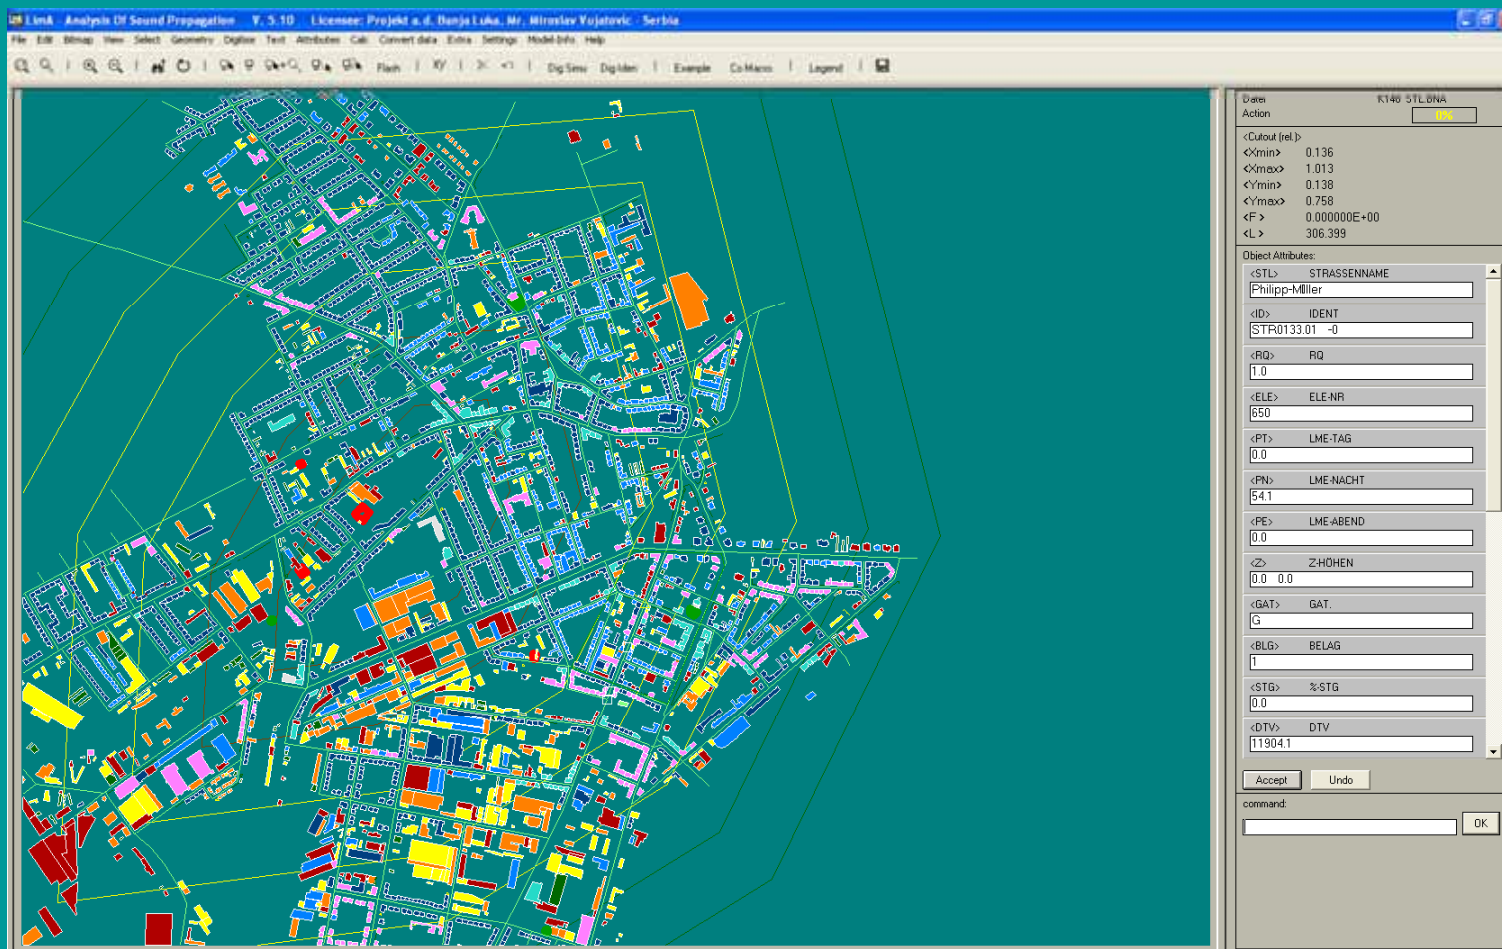 LimA - Analysis Of Sound Propagation V. 5.10 Licensee: Projekt a.d. Banja Luka, Mr. Miroslav Vujatovic - Serbia
File Edit Bitmap View Select Geometry Digitise Text Attributes Calc Convert data Extra Settings Model-Info Help
Flash XY Dig Simu Dig Iden Example Co Macro Legend
Datei K146 STL.BNA
Action 0%
<Cutout (rel.)>
<Xmin> 0.136
<Xmax> 1.013
<Ymin> 0.138
<Ymax> 0.758
<F> 0.000000E+00
<L> 306.399
Object Attributes:
<STL> STRASSENNAME
Philipp-Müller
<ID> IDENT
STR0133.01 -0
<RQ> RQ
1.0
<ELE> ELE-NR
650
<PT> LME-TAG
0.0
<PN> LME-NACHT
54.1
<PE> LME-ABEND
0.0
<Z> Z-HÖHEN
0.0 0.0
<GAT> GAT.
G
<BLG> BELAG
1
<STG> %-STG
0.0
<DTV> DTV
11904.1
Accept Undo
command:
OK